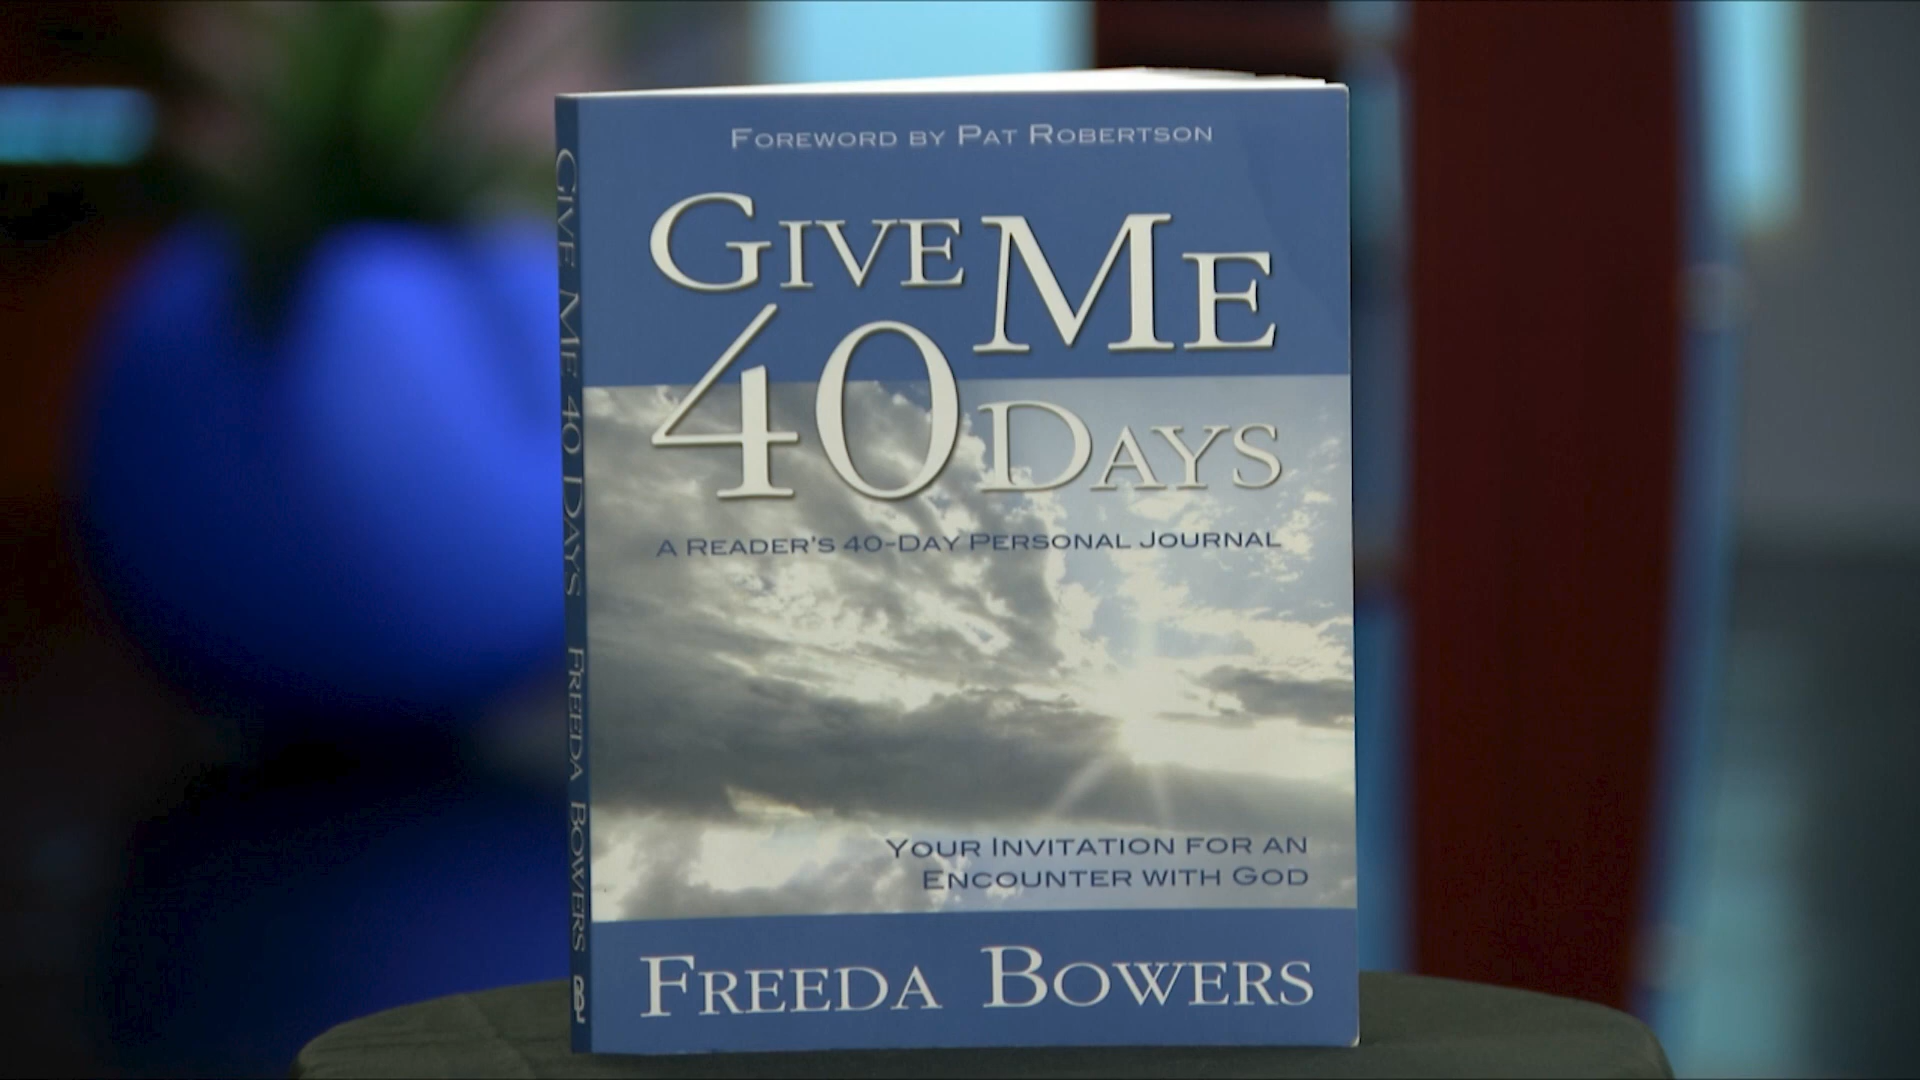 FOREWORD BY PAT ROBERTSON
GIVE ME
40 DAYS
A READER'S 40-DAY PERSONAL JOURNAL
YOUR INVITATION FOR AN
ENCOUNTER WITH GOD
FREEDA BOWERS
GIVE ME 40 DAYS FREEDA BOWERS